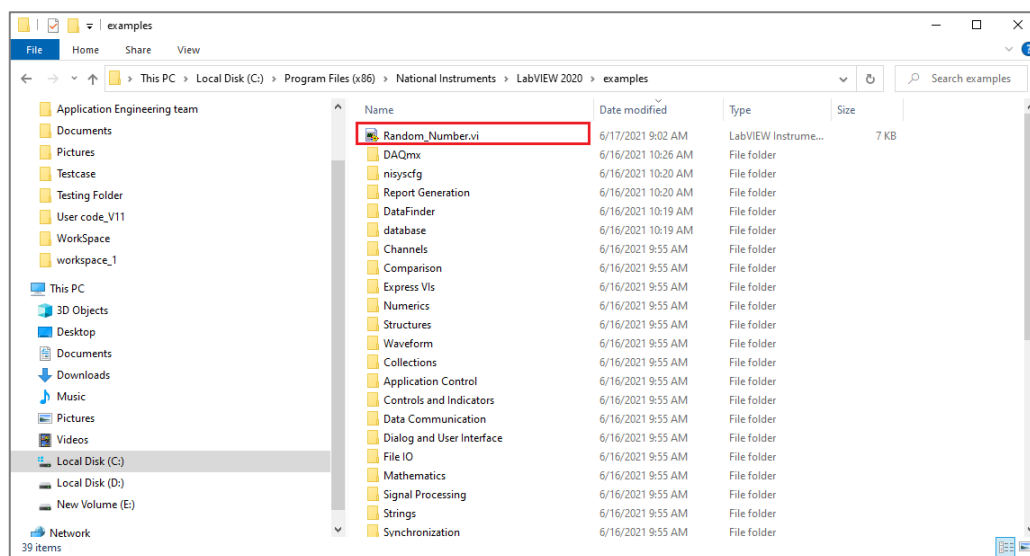 examples
File Home Share View
This PC > Local Disk (C:) > Program Files (x86) > National Instruments > LabVIEW 2020 > examples
Search examples
Application Engineering team
Documents
Pictures
Testcase
Testing Folder
User code_V11
WorkSpace
workspace_1
This PC
3D Objects
Desktop
Documents
Downloads
Music
Pictures
Videos
Local Disk (C:)
Local Disk (D:)
New Volume (E:)
Network
Name Date modified Type Size
Random_Number.vi 6/17/2021 9:02 AM LabVIEW Instrume... 7 KB
DAQmx 6/16/2021 10:26 AM File folder
nisyscfg 6/16/2021 10:20 AM File folder
Report Generation 6/16/2021 10:20 AM File folder
DataFinder 6/16/2021 10:19 AM File folder
database 6/16/2021 10:19 AM File folder
Channels 6/16/2021 9:55 AM File folder
Comparison 6/16/2021 9:55 AM File folder
Express VIs 6/16/2021 9:55 AM File folder
Numerics 6/16/2021 9:55 AM File folder
Structures 6/16/2021 9:55 AM File folder
Waveform 6/16/2021 9:55 AM File folder
Collections 6/16/2021 9:55 AM File folder
Application Control 6/16/2021 9:55 AM File folder
Controls and Indicators 6/16/2021 9:55 AM File folder
Data Communication 6/16/2021 9:55 AM File folder
Dialog and User Interface 6/16/2021 9:55 AM File folder
File IO 6/16/2021 9:55 AM File folder
Mathematics 6/16/2021 9:55 AM File folder
Signal Processing 6/16/2021 9:55 AM File folder
Strings 6/16/2021 9:55 AM File folder
Synchronization 6/16/2021 9:55 AM File folder
39 items